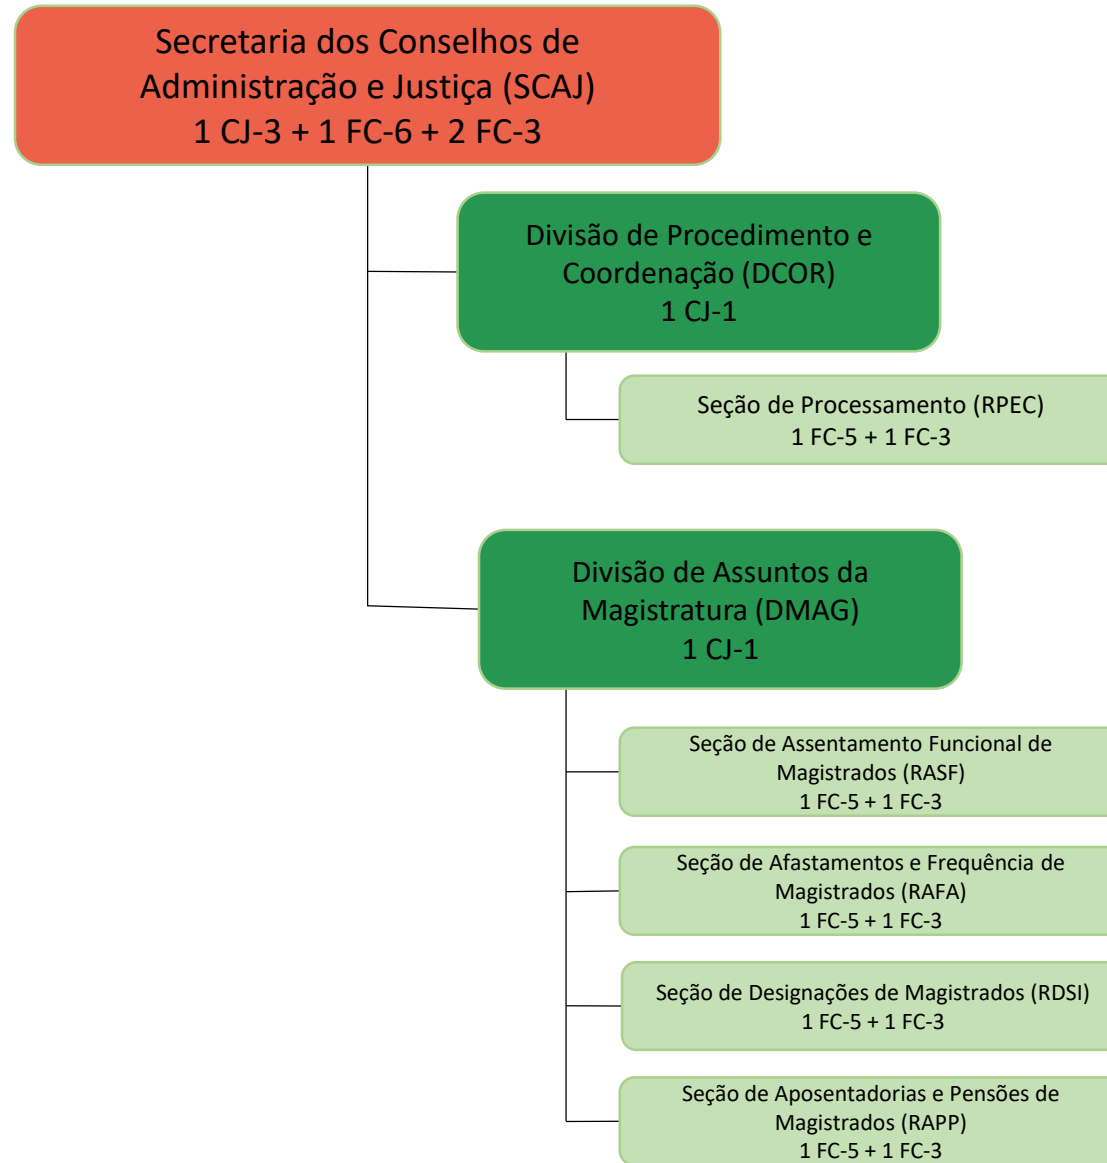 Secretaria dos Conselhos de
Administração e Justiça (SCAJ)
1 CJ-3 + 1 FC-6 + 2 FC-3
Divisão de Procedimento e
Coordenação (DCOR)
1 CJ-1
Seção de Processamento (RPEC)
1 FC-5 + 1 FC-3
Divisão de Assuntos da
Magistratura (DMAG)
1 CJ-1
Seção de Assentamento Funcional de
Magistrados (RASF)
1 FC-5 + 1 FC-3
Seção de Afastamentos e Frequência de
Magistrados (RAFA)
1 FC-5 + 1 FC-3
Seção de Designações de Magistrados (RDSI)
1 FC-5 + 1 FC-3
Seção de Aposentadorias e Pensões de
Magistrados (RAPP)
1 FC-5 + 1 FC-3